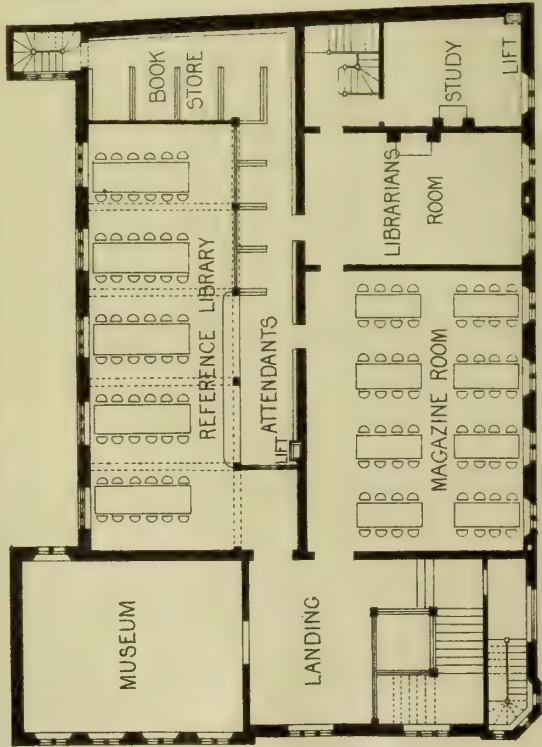 BOOK
STORE
STUDY
LIFT
LIBRARIANS
ROOM
REFERENCE LIBRARY
ATTENDANTS
LIFT
MAGAZINE ROOM
MUSEUM
LANDING